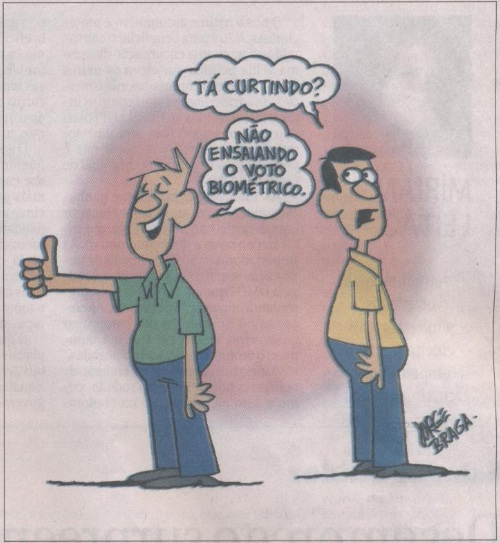 TÁ CURTINDO?
NÃO
ENSAIANDO
O VOTO
BIOMÉTRICO.
JORGE
BRAGA-